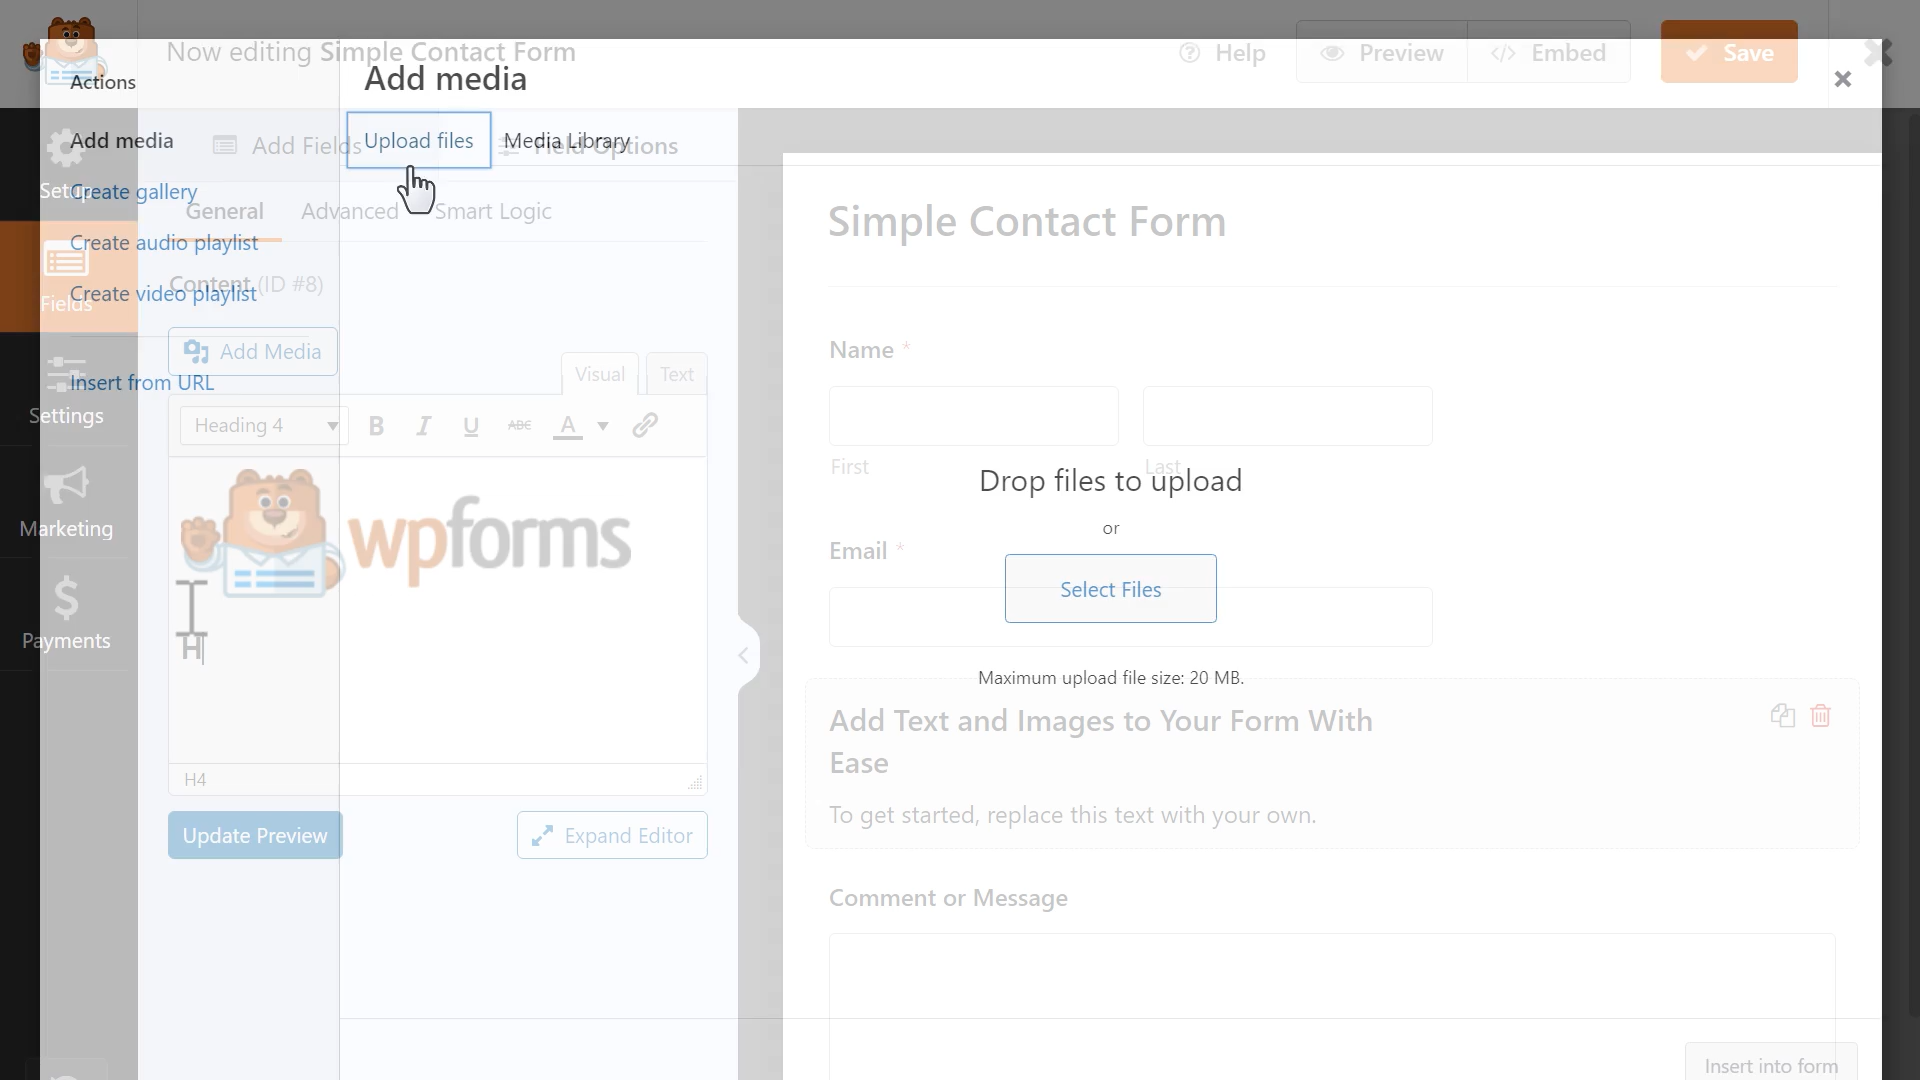 Now editing Simple Contact Form
Help
Preview
Embed
Save
Actions
Add media
Add media
Create gallery
Create audio playlist
Create video playlist
Insert from URL
Upload files
Media Library
Setup
Fields
Settings
Marketing
Payments
Add Fields
Field Options
General
Advanced
Smart Logic
Content (ID #8)
Add Media
Visual
Text
Heading 4
B I U ABC A
wpforms
H
H4
Update Preview
Expand Editor
Simple Contact Form
Name *
First
Last
Drop files to upload
or
Select Files
Maximum upload file size: 20 MB.
Email *
Add Text and Images to Your Form With
Ease
To get started, replace this text with your own.
Comment or Message
Insert into form